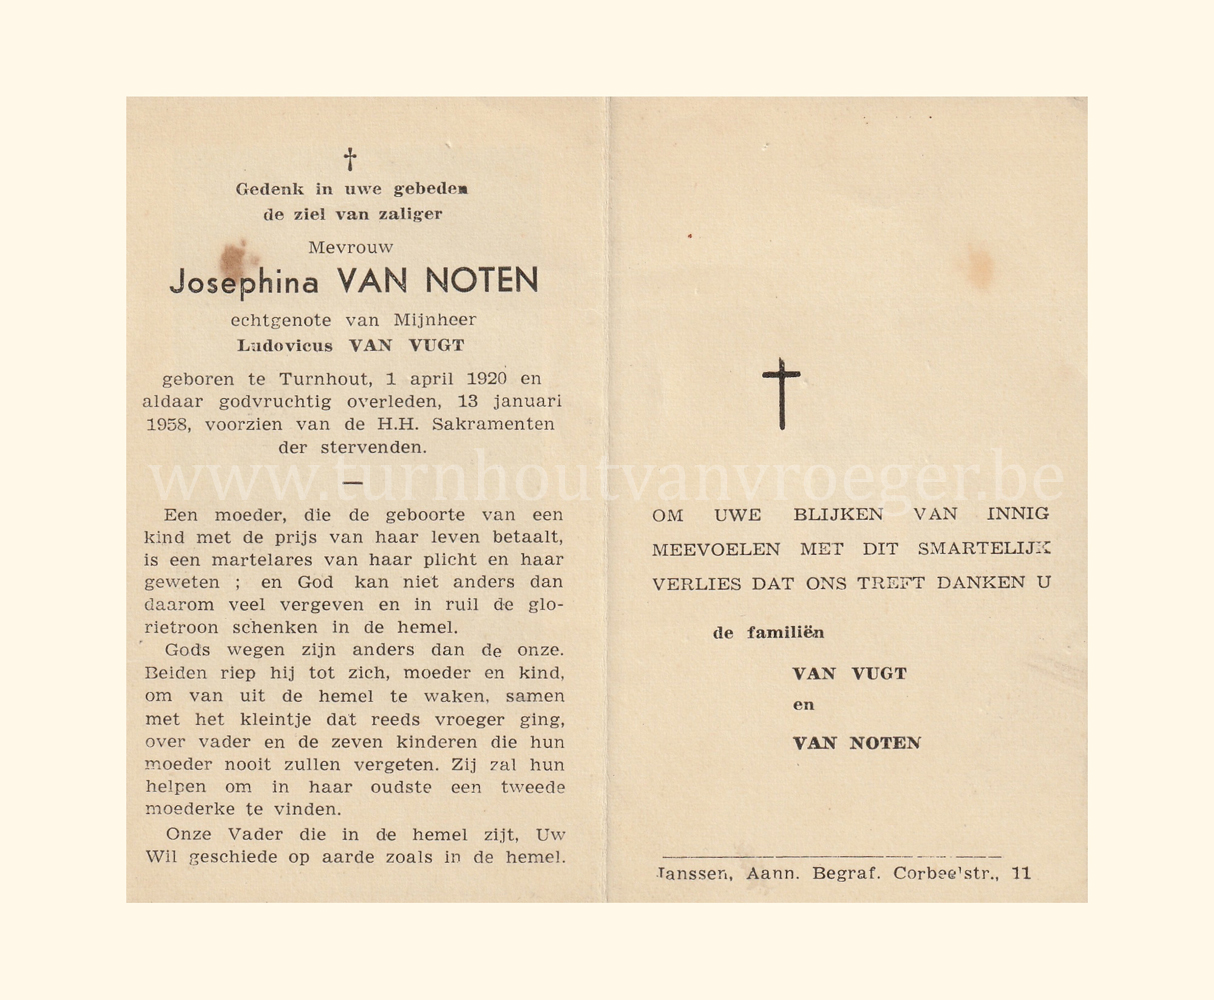 Gedenk in uwe gebeden
de ziel van zaliger
Mevrouw
Josephina VAN NOTEN
echtgenote van Mijnheer
Ludovicus VAN VUGT
geboren te Turnhout, 1 april 1920 en
aldaar godvruchtig overleden, 13 januari
1958, voorzien van de H.H. Sakramenten
der stervenden.
—
Een moeder, die de geboorte van een
kind met de prijs van haar leven betaalt,
is een martelares van haar plicht en haar
geweten ; en God kan niet anders dan
daarom veel vergeven en in ruil de glo-
rietroon schenken in de hemel.
Gods wegen zijn anders dan de onze.
Beiden riep hij tot zich, moeder en kind,
om van uit de hemel te waken, samen
met het kleintje dat reeds vroeger ging,
over vader en de zeven kinderen die hun
moeder nooit zullen vergeten. Zij zal hun
helpen om in haar oudste een tweede
moederke te vinden.
Onze Vader die in de hemel zijt, Uw
Wil geschiede op aarde zoals in de hemel.
www.turnhoutvanvroeger.be
OM UWE BLIJKEN VAN INNIG
MEEVOELEN MET DIT SMARTELIJK
VERLIES DAT ONS TREFT DANKEN U
de familiën
VAN VUGT
en
VAN NOTEN
Janssen, Aann. Begraf. Corbeel'str., 11